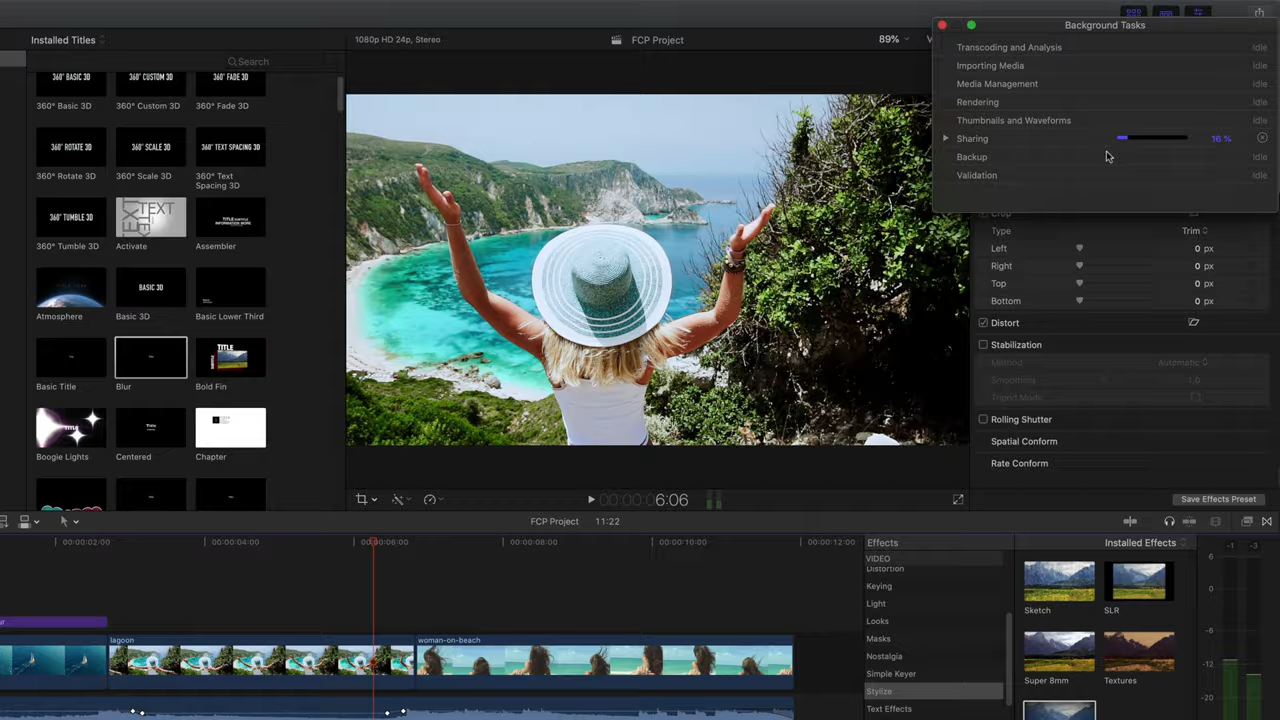 Installed Titles
Search
360° BASIC 3D
360° CUSTOM 3D
360° FADE 3D
360° Basic 3D
360° Custom 3D
360° Fade 3D
360° ROTATE 3D
360° SCALE 3D
360° TEXT SPACING 3D
360° Rotate 3D
360° Scale 3D
360° Text
Spacing 3D
360° TUMBLE 3D
TEXT
360° Tumble 3D
Activate
Assembler
BASIC 3D
Atmosphere
Basic 3D
Basic Lower Third
Title
TITLE
Basic Title
Blur
Bold Fin
Title
Boogie Lights
Centered
Chapter
1080p HD 24p, Stereo
FCP Project
89%
Background Tasks
Transcoding and Analysis Idle
Importing Media Idle
Media Management Idle
Rendering Idle
Thumbnails and Waveforms Idle
Sharing 16 %
Backup Idle
Validation Idle
Crop
Type Trim
Left 0 px
Right 0 px
Top 0 px
Bottom 0 px
Distort
Stabilization
Method Automatic
Smoothing 1.0
Tripod Mode
Rolling Shutter
Spatial Conform
Rate Conform
Save Effects Preset
00:00:00:06:06
FCP Project 11:22
00:00:02:00
00:00:04:00
00:00:06:00
00:00:08:00
00:00:10:00
00:00:12:00
lagoon
woman-on-beach
Effects
Installed Effects
VIDEO
Distortion
Keying
Light
Looks
Masks
Nostalgia
Simple Keyer
Stylize
Text Effects
Sketch
SLR
Super 8mm
Textures
-1 -3
6
0
-6
-12
-20